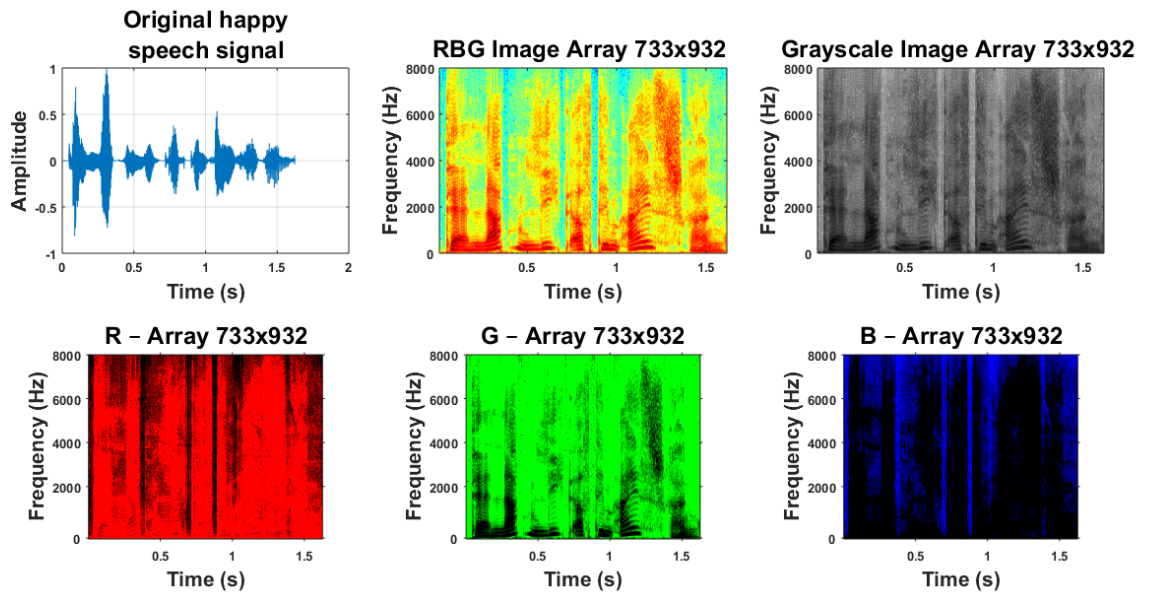 Original happy
speech signal
1
0.5
0
-0.5
-1
0
0.5
1
1.5
2
Amplitude
Time (s)
RBG Image Array 733x932
8000
6000
4000
2000
0
0.5
1
1.5
Frequency (Hz)
Time (s)
Grayscale Image Array 733x932
8000
6000
4000
2000
0
0.5
1
1.5
Frequency (Hz)
Time (s)
R – Array 733x932
8000
6000
4000
2000
0
0.5
1
1.5
Frequency (Hz)
Time (s)
G – Array 733x932
8000
6000
4000
2000
0
0.5
1
1.5
Frequency (Hz)
Time (s)
B – Array 733x932
8000
6000
4000
2000
0
0.5
1
1.5
Frequency (Hz)
Time (s)